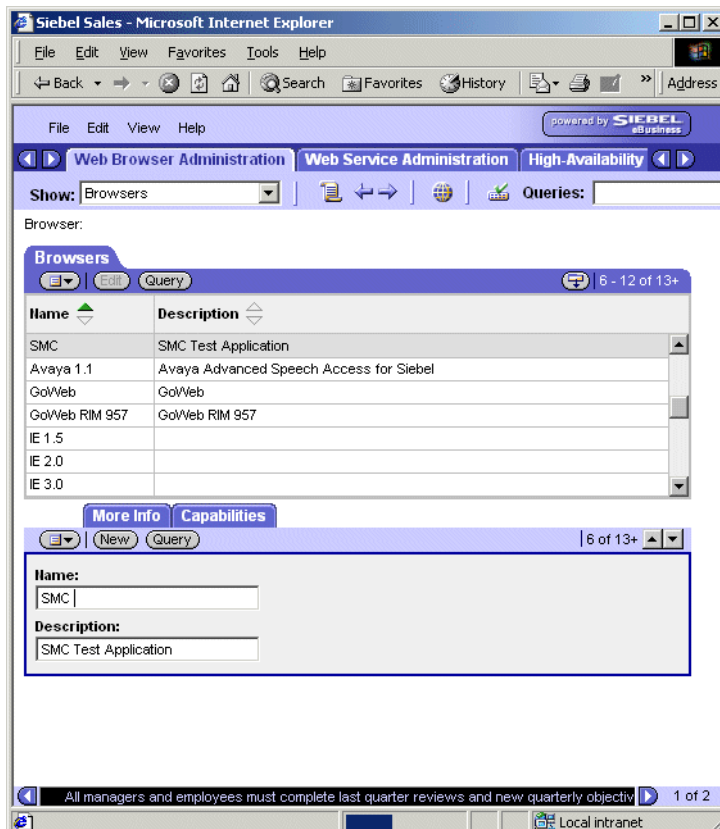 Siebel Sales - Microsoft Internet Explorer
File Edit View Favorites Tools Help
Back Search Favorites History » Address
File Edit View Help powered by SIEBEL eBusiness
Web Browser Administration Web Service Administration High-Availability
Show: Browsers Queries:
Browser:
Browsers
Edit Query 6 - 12 of 13+
Name Description
SMC SMC Test Application
Avaya 1.1 Avaya Advanced Speech Access for Siebel
GoWeb GoWeb
GoWeb RIM 957 GoWeb RIM 957
IE 1.5
IE 2.0
IE 3.0
More Info Capabilities
New Query 6 of 13+
Name:
SMC
Description:
SMC Test Application
All managers and employees must complete last quarter reviews and new quarterly objectiv 1 of 2
Local intranet